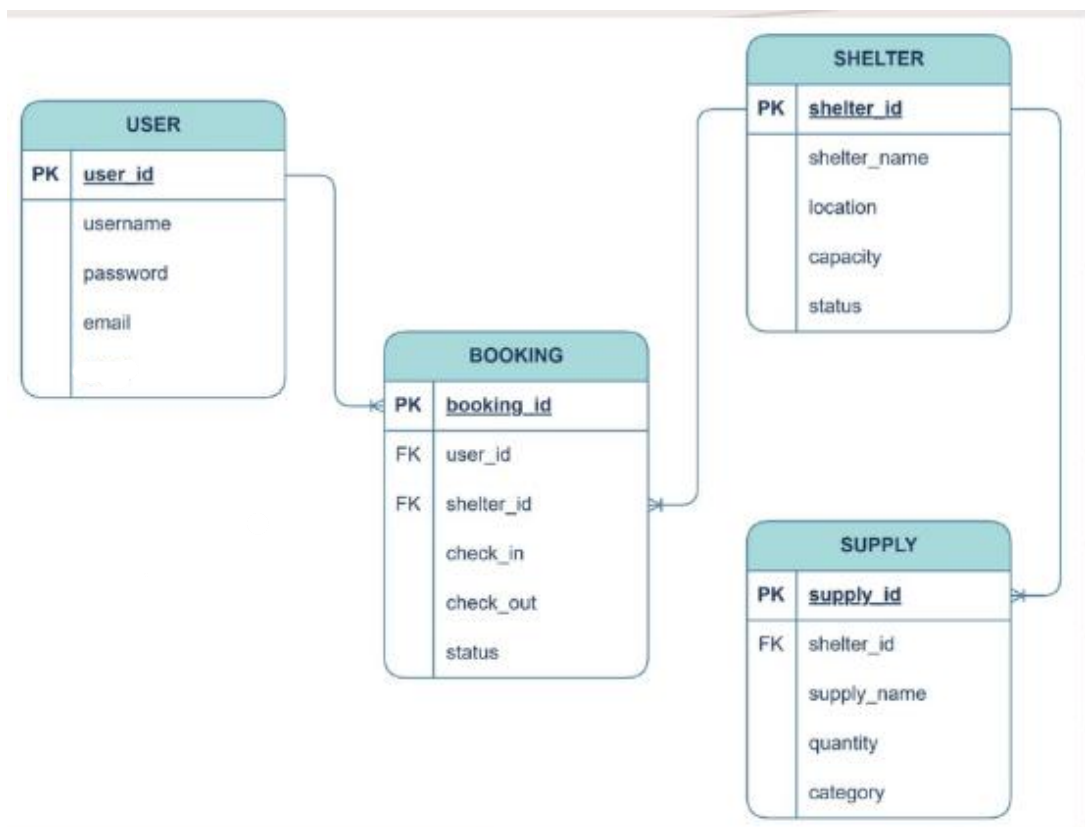 USER
PK user_id
username
password
email
BOOKING
PK booking_id
FK user_id
FK shelter_id
check_in
check_out
status
SHELTER
PK shelter_id
shelter_name
location
capacity
status
SUPPLY
PK supply_id
FK shelter_id
supply_name
quantity
category